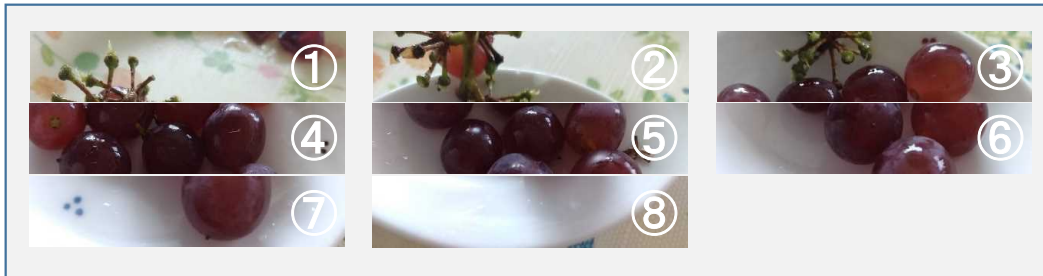 ① ② ③
④ ⑤ ⑥
⑦ ⑧